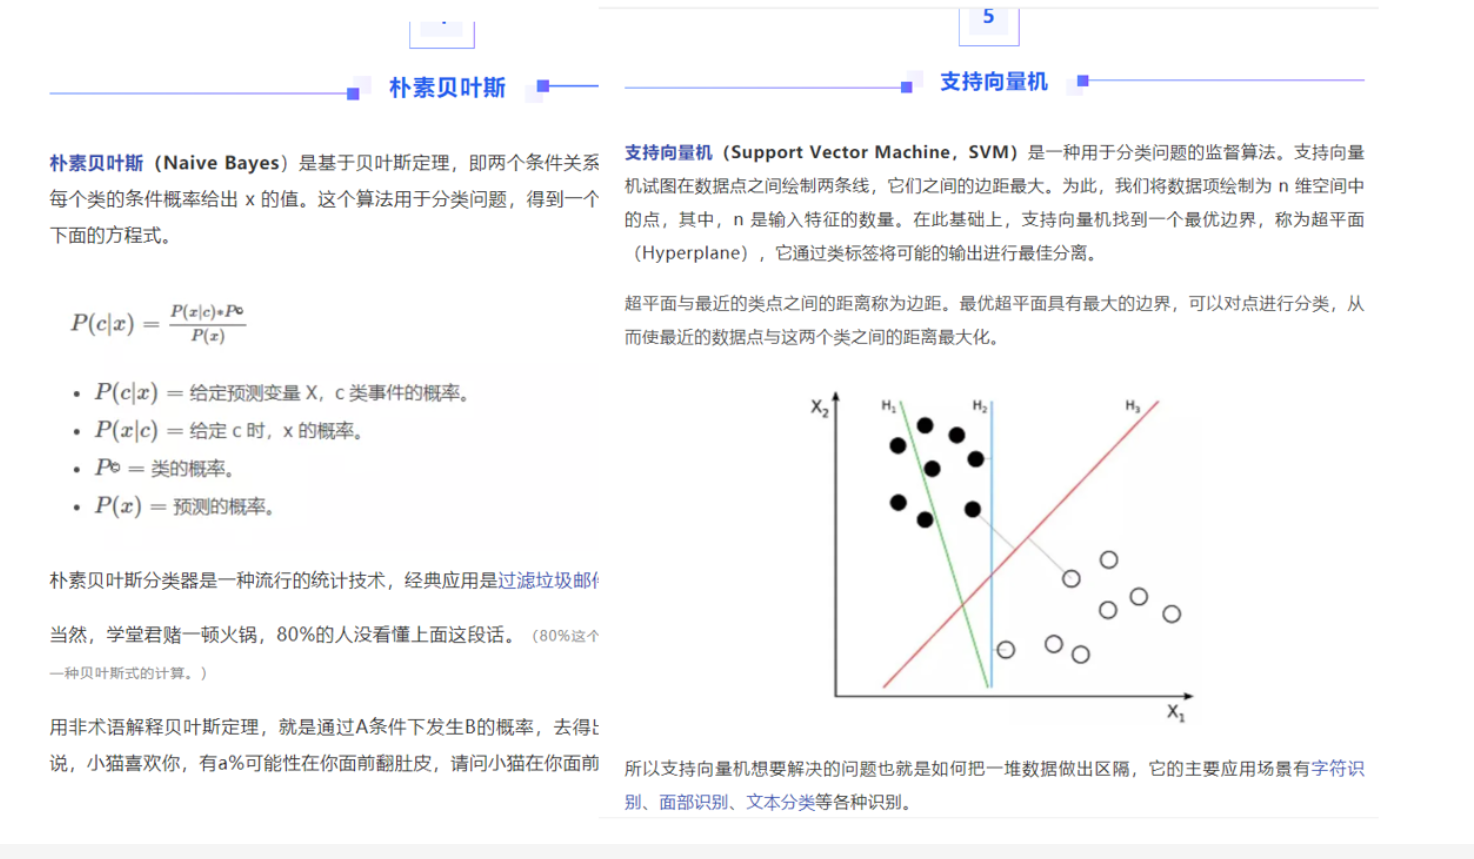 朴素贝叶斯
朴素贝叶斯（Naive Bayes）是基于贝叶斯定理，即两个条件关系
每个类的条件概率给出 x 的值。这个算法用于分类问题，得到一个
下面的方程式。
P(c|x) = P(x|c)*P© / P(x)
• P(c|x) = 给定预测变量 X，c 类事件的概率。
• P(x|c) = 给定 c 时，x 的概率。
• P© = 类的概率。
• P(x) = 预测的概率。
朴素贝叶斯分类器是一种流行的统计技术，经典应用是过滤垃圾邮
当然，学堂君赌一顿火锅，80%的人没看懂上面这段话。（80%这个
一种贝叶斯式的计算。）
用非术语解释贝叶斯定理，就是通过A条件下发生B的概率，去得
说，小猫喜欢你，有a%可能性在你面前翻肚皮，请问小猫在你面前
5
支持向量机
支持向量机（Support Vector Machine，SVM）是一种用于分类问题的监督算法。支持向量
机试图在数据点之间绘制两条线，它们之间的边距最大。为此，我们将数据项绘制为 n 维空间中
的点，其中，n 是输入特征的数量。在此基础上，支持向量机找到一个最优边界，称为超平面
（Hyperplane），它通过类标签将可能的输出进行最佳分离。
超平面与最近的类点之间的距离称为边距。最优超平面具有最大的边界，可以对点进行分类，从
而使最近的数据点与这两个类之间的距离最大化。
X₂ H₁ H₂ H₃
X₁
所以支持向量机想要解决的问题也就是如何把一堆数据做出区隔，它的主要应用场景有字符识
别、面部识别、文本分类等各种识别。